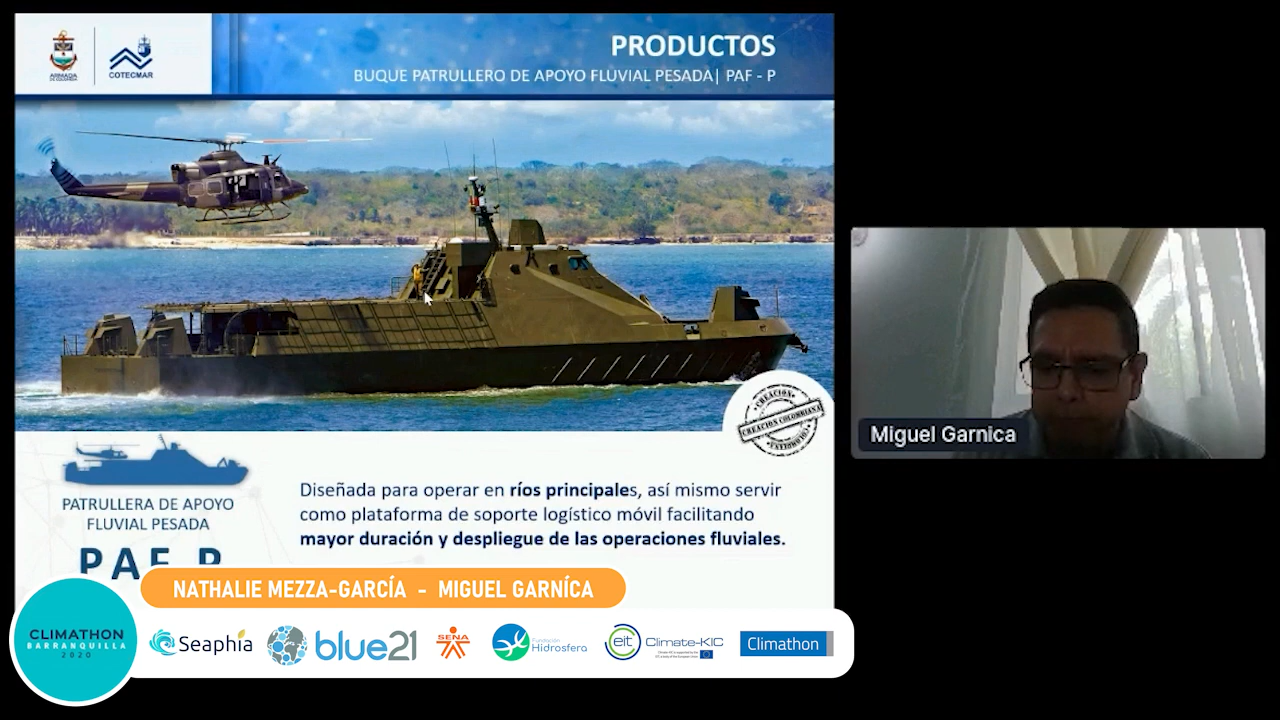 ARMADA
DE COLOMBIA
COTECMAR
PRODUCTOS
BUQUE PATRULLERO DE APOYO FLUVIAL PESADA| PAF - P
CREACIÓN
CREACIÓN COLOMBIANA
COLOMBIANA
Miguel Garnica
PATRULLERA DE APOYO
FLUVIAL PESADA
PAF P
Diseñada para operar en ríos principales, así mismo servir
como plataforma de soporte logístico móvil facilitando
mayor duración y despliegue de las operaciones fluviales.
NATHALIE MEZZA-GARCÍA - MIGUEL GARNÍCA
CLIMATHON
BARRANQUILLA
2020
Seaphia
blue21
SENA
Fundación
Hidrosfera
eit
Climate-KIC
Climathon